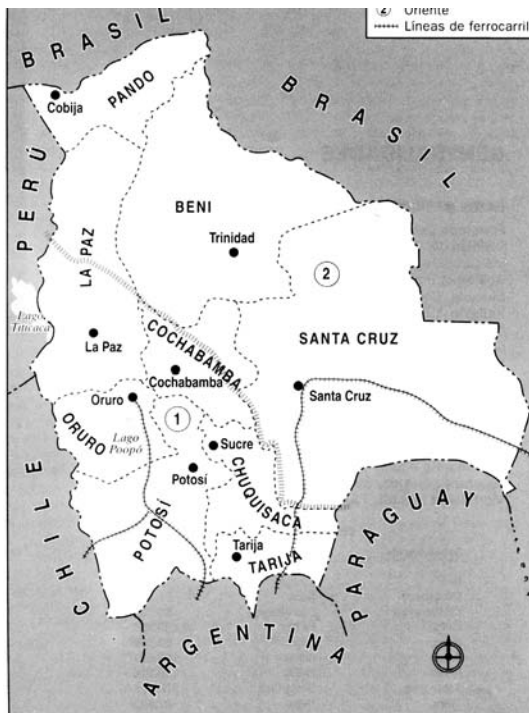 ② Oriente
Líneas de ferrocarril
BRASIL
BRASIL
PANDO
Cobija
PERÚ
BENI
Trinidad
LA PAZ
②
Lago
Titicaca
La Paz
COCHABAMBA
SANTA CRUZ
Cochabamba
Oruro
Santa Cruz
ORURO
①
Lago
Poopó
Sucre
Potosí
CHUQUISACA
CHILE
POTOSÍ
PARAGUAY
Tarija
TARIJA
ARGENTINA